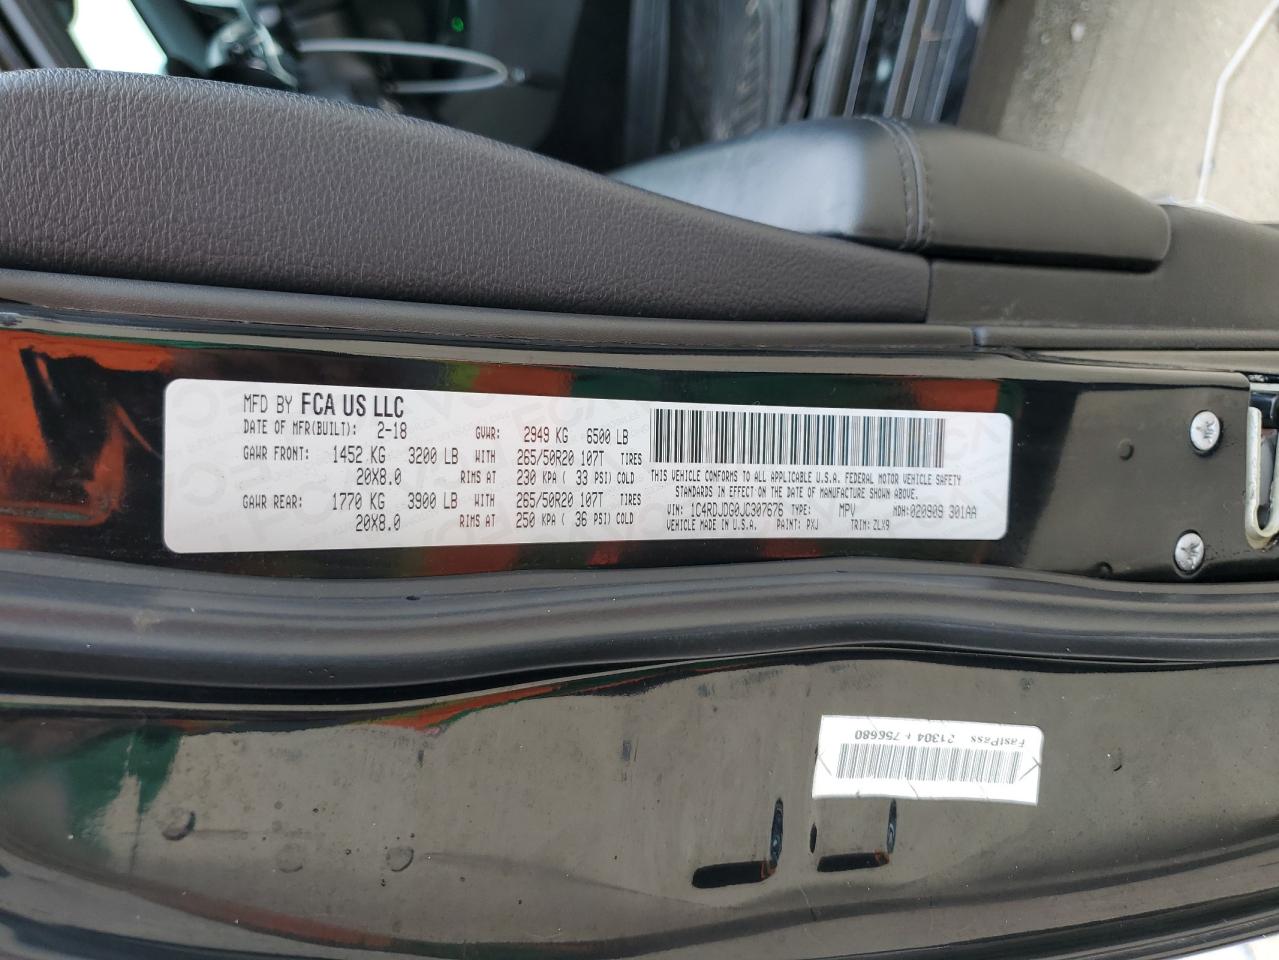 MFD BY FCA US LLC
DATE OF MFR(BUILT): 2-18 GVWR: 2949 KG 6500 LB
GAWR FRONT: 1452 KG 3200 LB WITH 265/50R20 107T TIRES
20X8.0 RIMS AT 230 KPA ( 33 PSI) COLD
GAWR REAR: 1770 KG 3900 LB WITH 265/50R20 107T TIRES
20X8.0 RIMS AT 250 KPA ( 36 PSI) COLD
THIS VEHICLE CONFORMS TO ALL APPLICABLE U.S.A. FEDERAL MOTOR VEHICLE SAFETY
STANDARDS IN EFFECT ON THE DATE OF MANUFACTURE SHOWN ABOVE.
VIN: 1C4RDJDG0JC307676 TYPE: MPV MDH: 020909 301AA
VEHICLE MADE IN U.S.A. PAINT: PXJ TRIM: ZLX9
FastPass 21304 + 756680